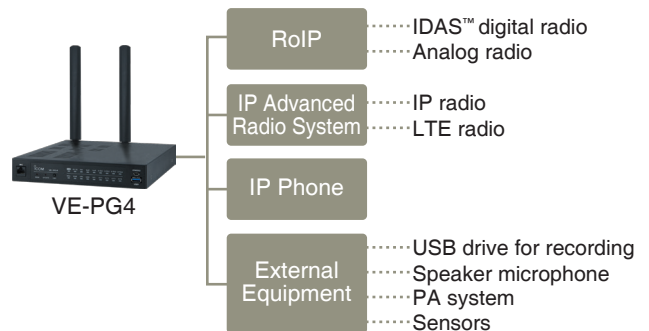 VE-PG4
RoIP
IDAS™ digital radio
Analog radio
IP Advanced
Radio System
IP radio
LTE radio
IP Phone
External
Equipment
USB drive for recording
Speaker microphone
PA system
Sensors